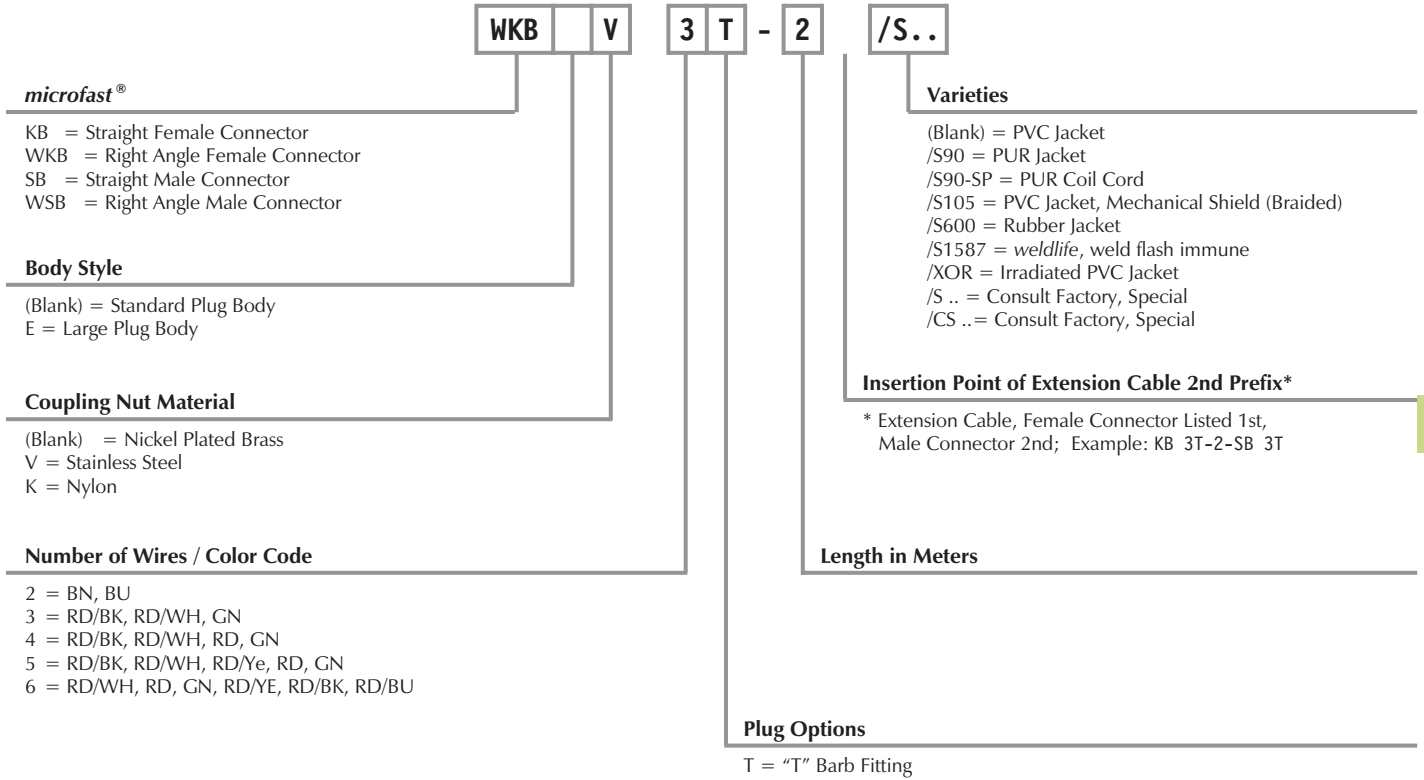 WKB V 3 T - 2 /S..
microfast ®
KB = Straight Female Connector
WKB = Right Angle Female Connector
SB = Straight Male Connector
WSB = Right Angle Male Connector
Body Style
(Blank) = Standard Plug Body
E = Large Plug Body
Coupling Nut Material
(Blank) = Nickel Plated Brass
V = Stainless Steel
K = Nylon
Number of Wires / Color Code
2 = BN, BU
3 = RD/BK, RD/WH, GN
4 = RD/BK, RD/WH, RD, GN
5 = RD/BK, RD/WH, RD/Ye, RD, GN
6 = RD/WH, RD, GN, RD/YE, RD/BK, RD/BU
Varieties
(Blank) = PVC Jacket
/S90 = PUR Jacket
/S90-SP = PUR Coil Cord
/S105 = PVC Jacket, Mechanical Shield (Braided)
/S600 = Rubber Jacket
/S1587 = weldlife, weld flash immune
/XOR = Irradiated PVC Jacket
/S .. = Consult Factory, Special
/CS ..= Consult Factory, Special
Insertion Point of Extension Cable 2nd Prefix*
* Extension Cable, Female Connector Listed 1st,
Male Connector 2nd; Example: KB 3T-2-SB 3T
Length in Meters
Plug Options
T = “T” Barb Fitting